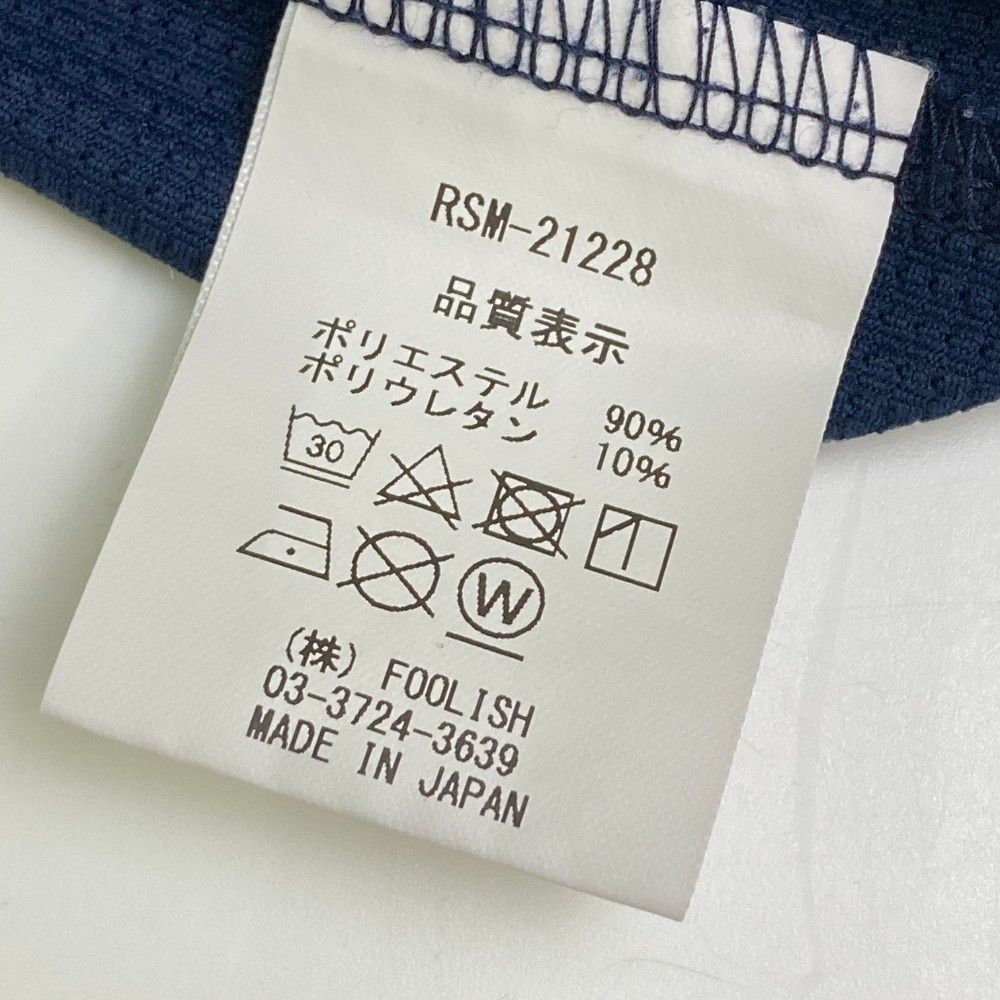 RSM-21228
品質表示
ポリエステル 90%
ポリウレタン 10%
30
W
(株) FOOLISH
03-3724-3639
MADE IN JAPAN